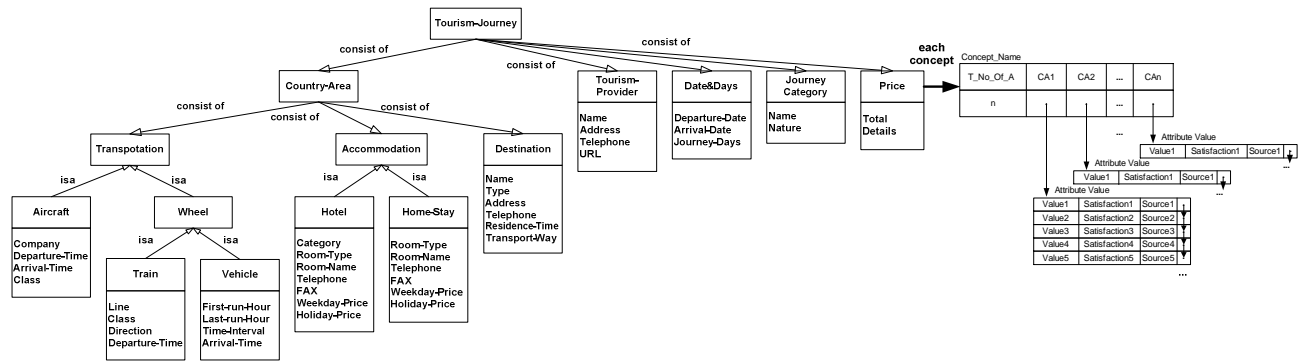 Tourism-Journey
consist of
consist of
consist of
each
concept
Country-Area
Tourism-
Provider
Name
Address
Telephone
URL
Date&Days
Departure-Date
Arrival-Date
Journey-Days
Journey
Category
Name
Nature
Price
Total
Details
Concept_Name
T_No_Of_A CA1 CA2 ... CAn
n ...
consist of
consist of
consist of
Transpotation
Accommodation
Destination
Name
Type
Address
Telephone
Residence-Time
Transport-Way
...
Attribute Value
Value1 Satisfaction1 Source1
...
Attribute Value
Value1 Satisfaction1 Source1
...
Attribute Value
Value1 Satisfaction1 Source1
Value2 Satisfaction2 Source2
Value3 Satisfaction3 Source3
Value4 Satisfaction4 Source4
Value5 Satisfaction5 Source5
...
isa
isa
isa
isa
Aircraft
Company
Departure-Time
Arrival-Time
Class
Wheel
Hotel
Category
Room-Type
Room-Name
Telephone
FAX
Weekday-Price
Holiday-Price
Home-Stay
Room-Type
Room-Name
Telephone
FAX
Weekday-Price
Holiday-Price
isa
isa
Train
Line
Class
Direction
Departure-Time
Vehicle
First-run-Hour
Last-run-Hour
Time-Interval
Arrival-Time